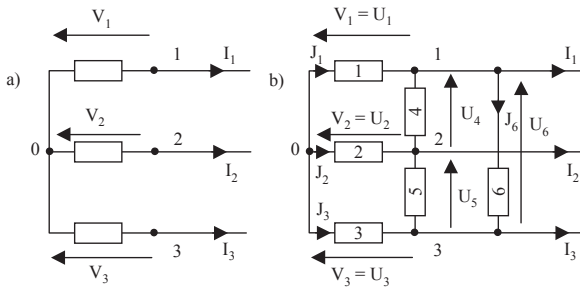 a)
V1
1
I1
V2
0
2
I2
V3
3
I3
b)
V1 = U1
J1
1
1
I1
4
U4
J6
U6
V2 = U2
0
J2
2
2
I2
5
U5
6
J3
3
3
I3
V3 = U3